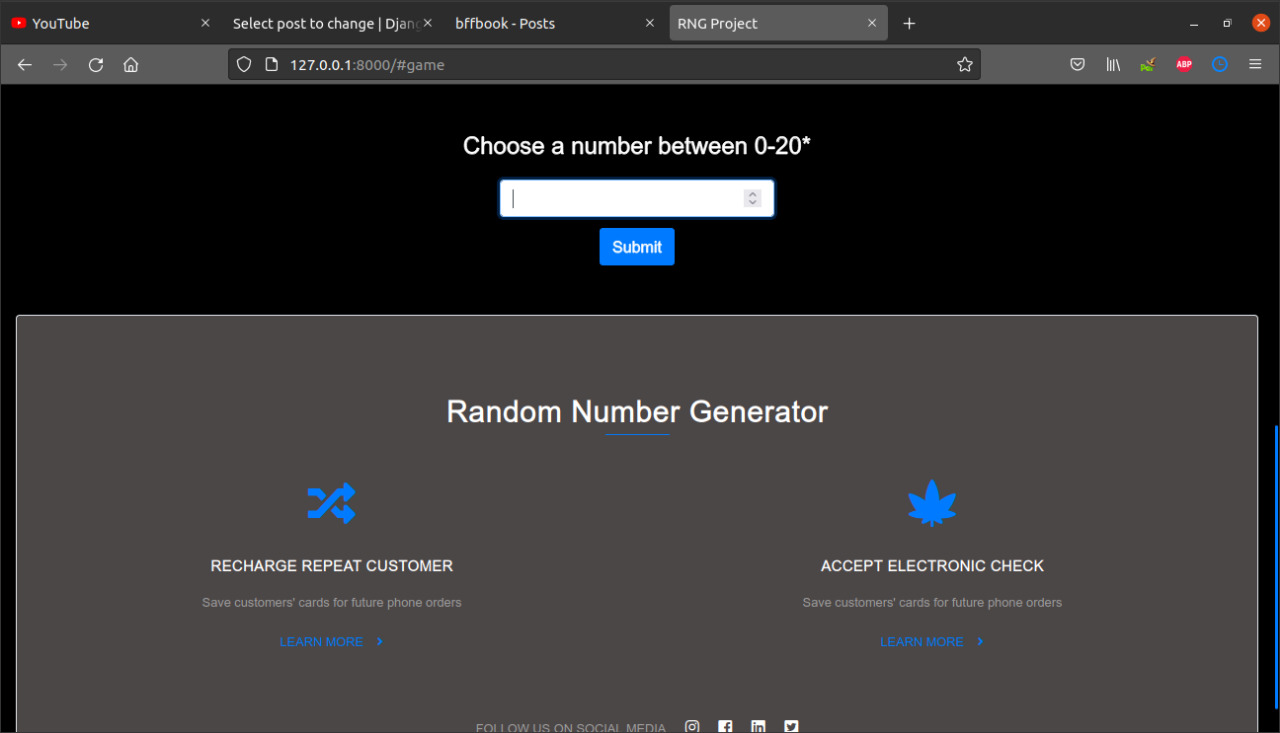 YouTube
Select post to change | Djang
bffbook - Posts
RNG Project
127.0.0.1:8000/#game
ABP
Choose a number between 0-20*
Submit
Random Number Generator
RECHARGE REPEAT CUSTOMER
ACCEPT ELECTRONIC CHECK
Save customers' cards for future phone orders
Save customers' cards for future phone orders
LEARN MORE
LEARN MORE
FOLLOW US ON SOCIAL MEDIA